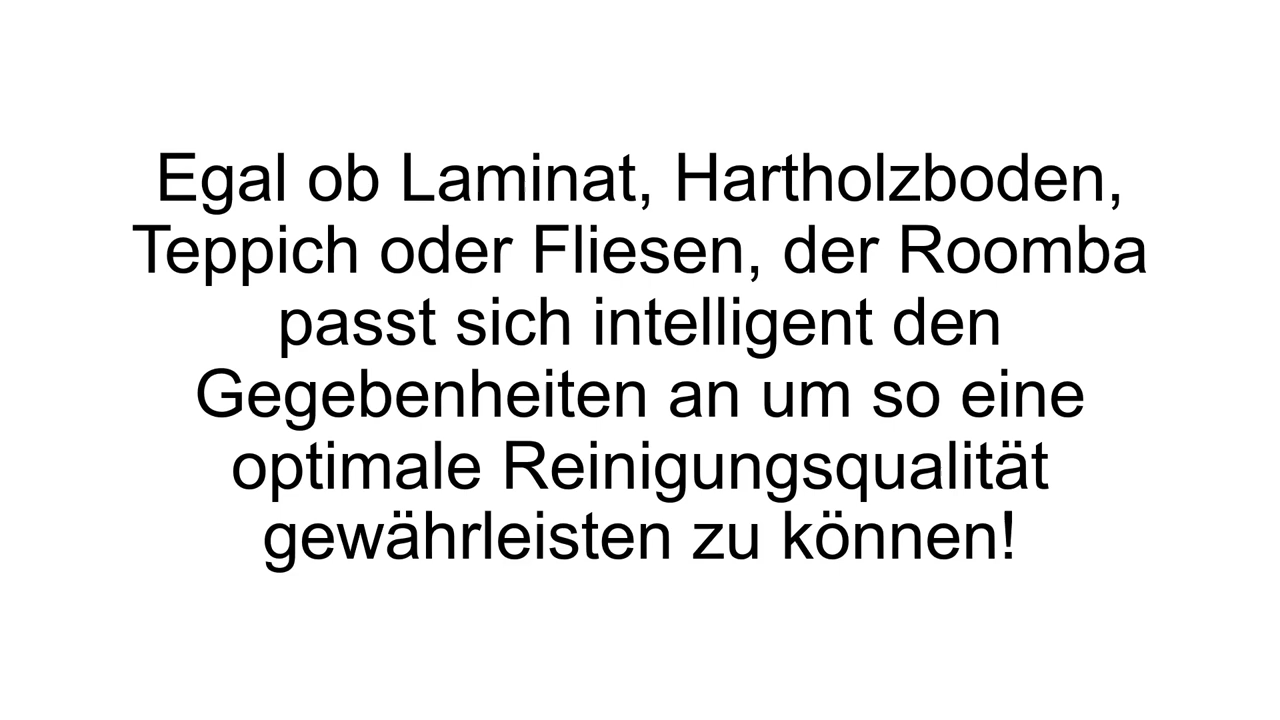 Egal ob Laminat, Hartholzboden,
Teppich oder Fliesen, der Roomba
passt sich intelligent den
Gegebenheiten an um so eine
optimale Reinigungsqualität
gewährleisten zu können!